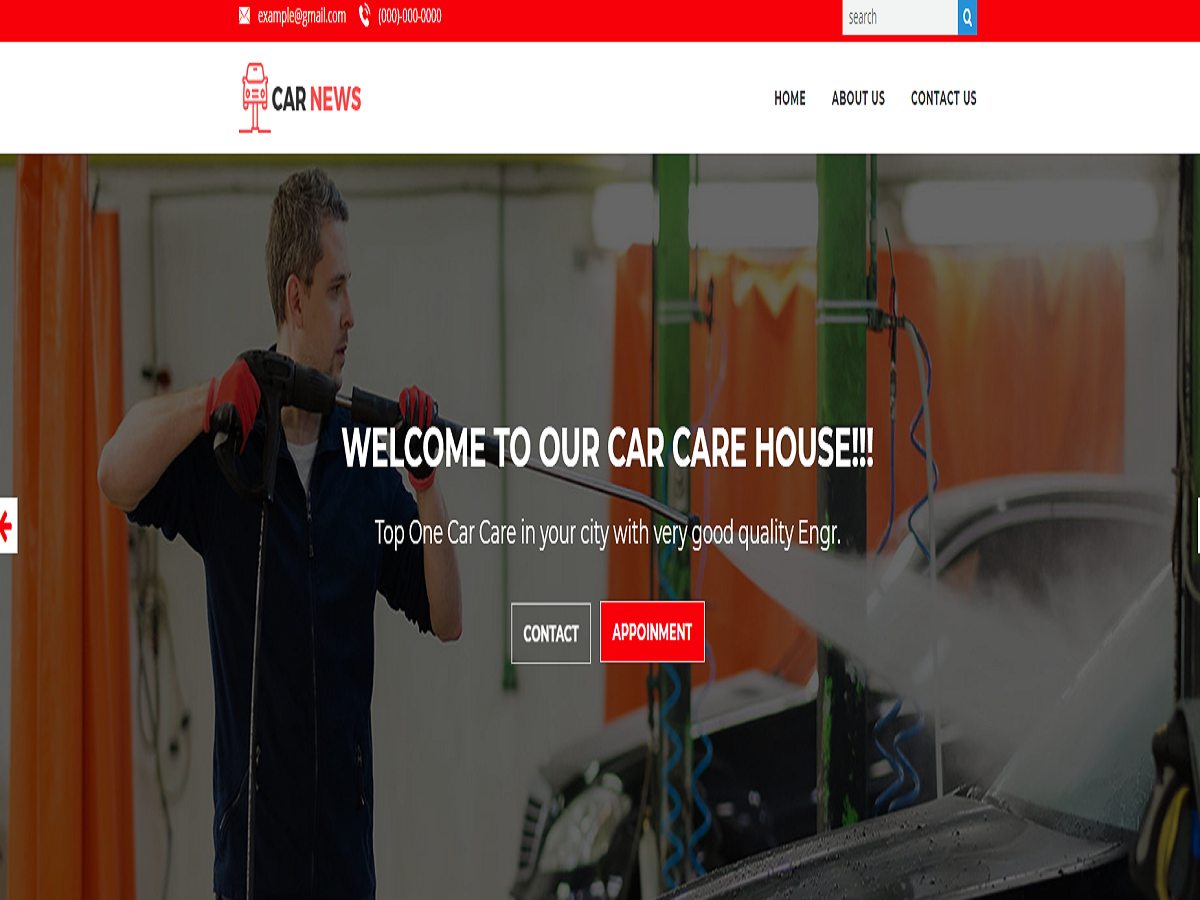 example@gmail.com (000)-000-0000 search
CAR NEWS
HOME ABOUT US CONTACT US
WELCOME TO OUR CAR CARE HOUSE!!!
Top One Car Care in your city with very good quality Engr.
CONTACT APPOINMENT